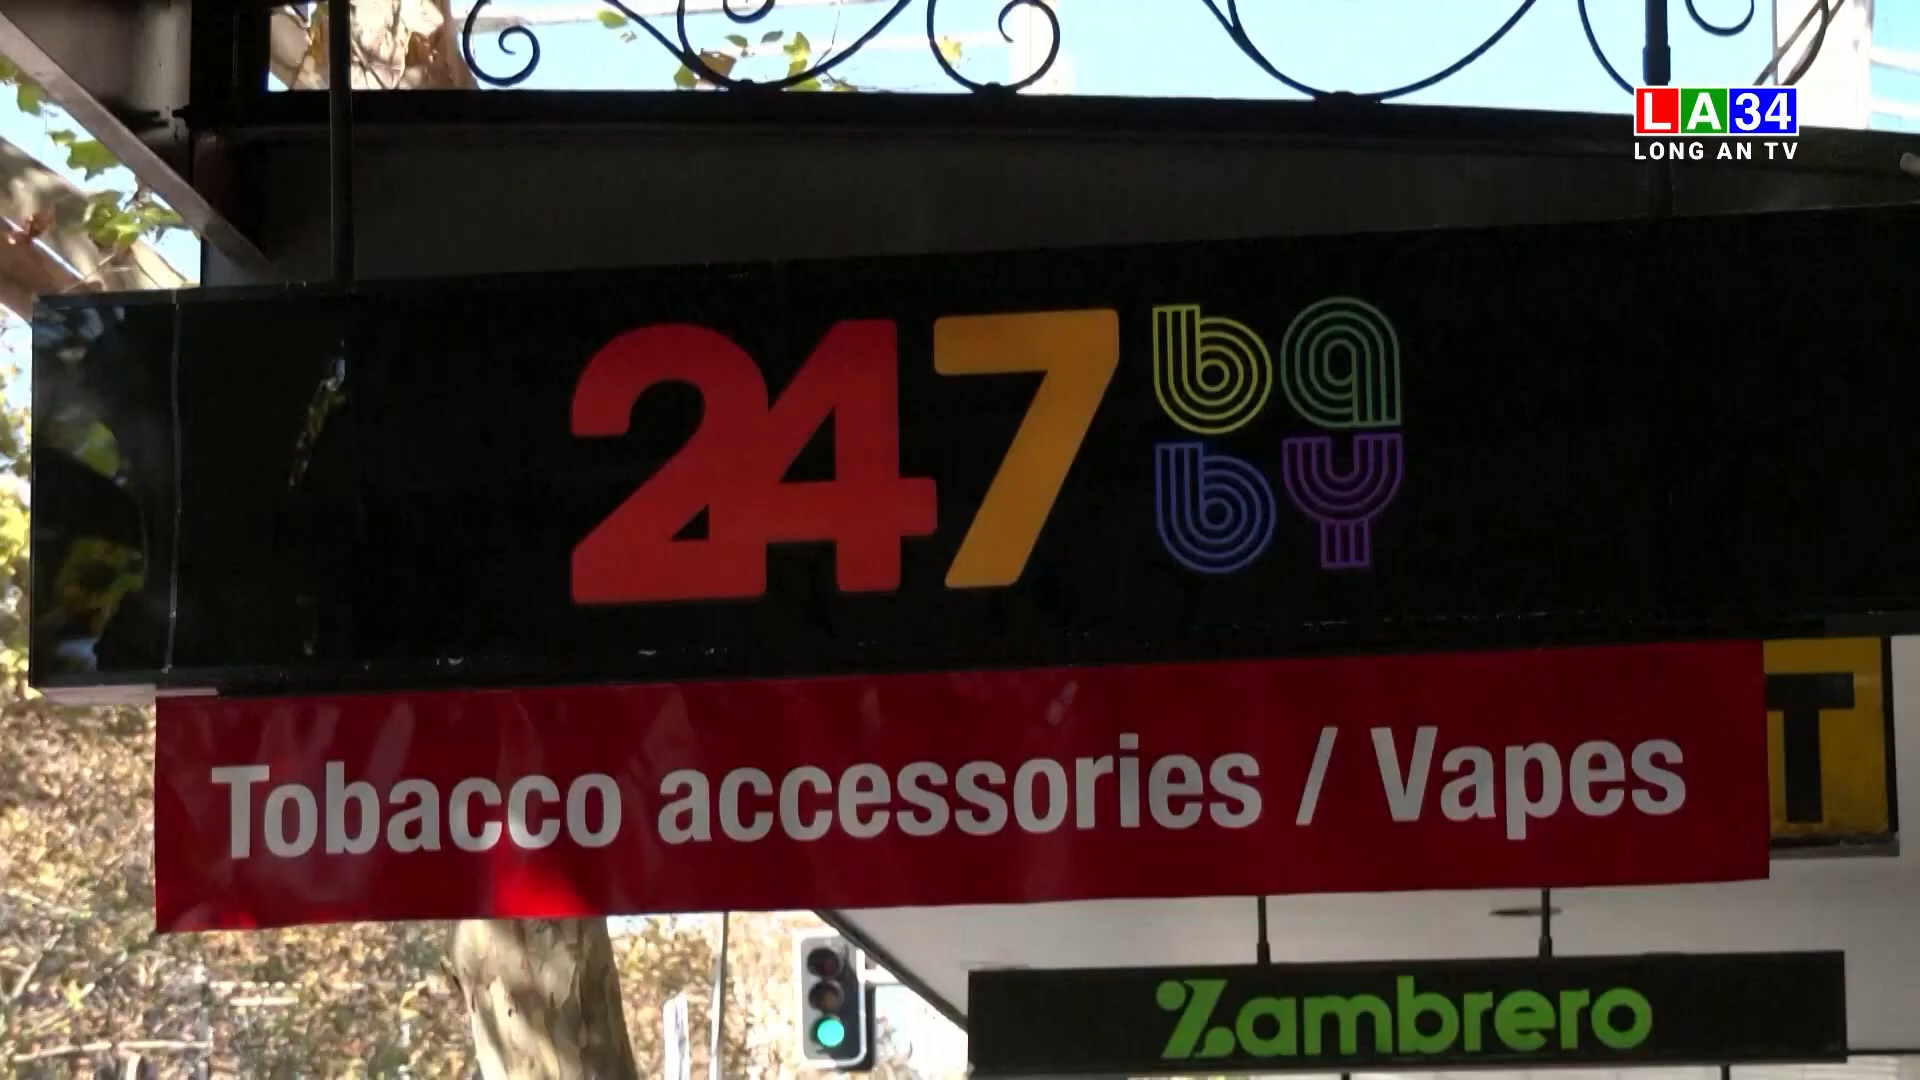 LA34
LONG AN TV
247 baby
Tobacco accessories / Vapes
T
Zambrero